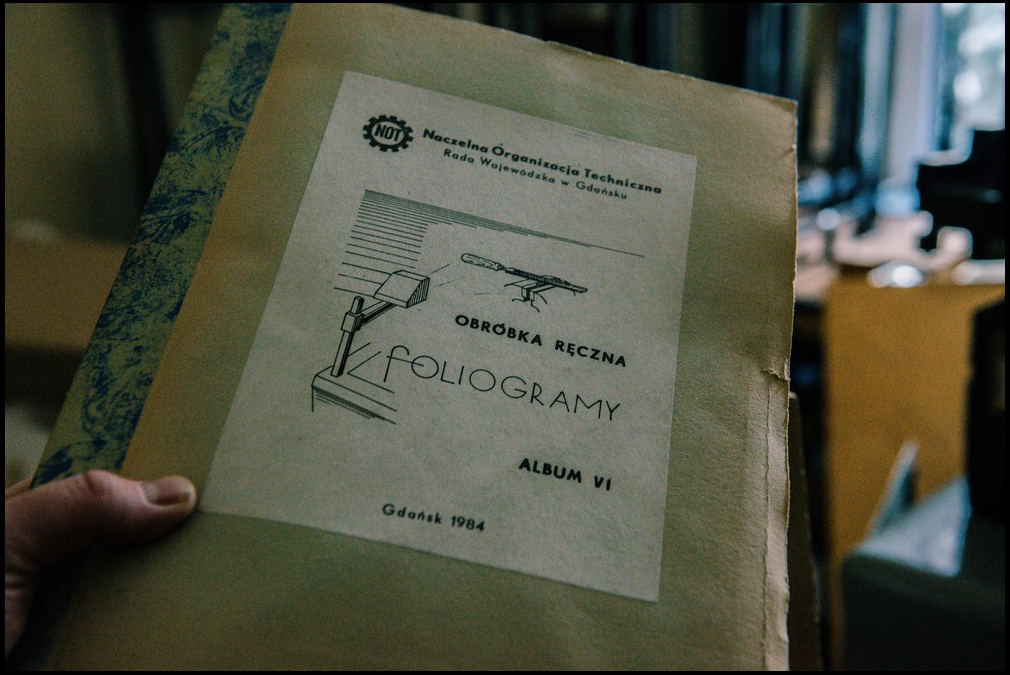 NOT
Naczelna Organizacja Techniczna
Rada Wojewódzka w Gdańsku
OBRÓBKA RĘCZNA
FOLIOGRAMY
ALBUM VI
Gdańsk 1984